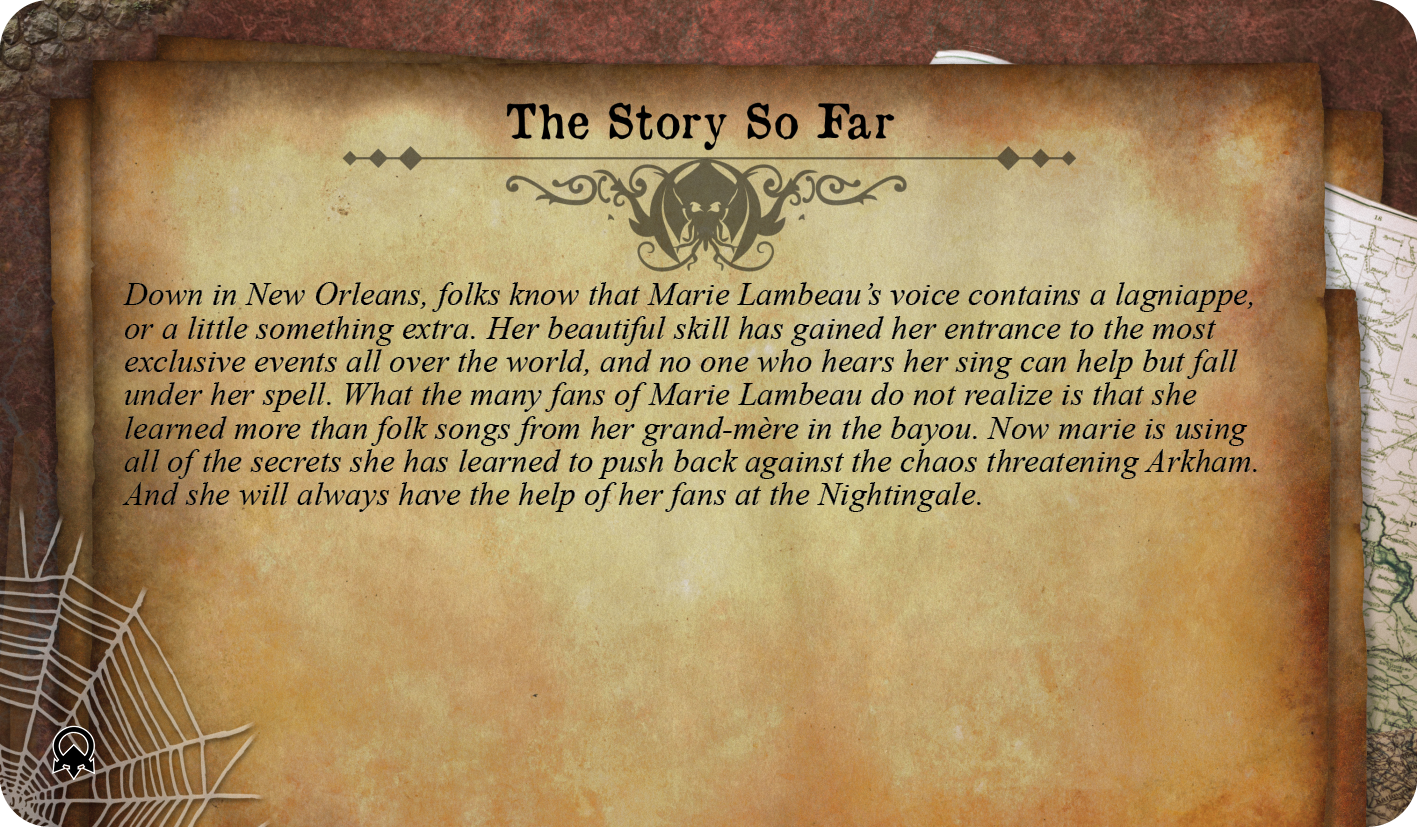 The Story So Far
Down in New Orleans, folks know that Marie Lambeau’s voice contains a lagniappe,
or a little something extra. Her beautiful skill has gained her entrance to the most
exclusive events all over the world, and no one who hears her sing can help but fall
under her spell. What the many fans of Marie Lambeau do not realize is that she
learned more than folk songs from her grand-mère in the bayou. Now marie is using
all of the secrets she has learned to push back against the chaos threatening Arkham.
And she will always have the help of her fans at the Nightingale.